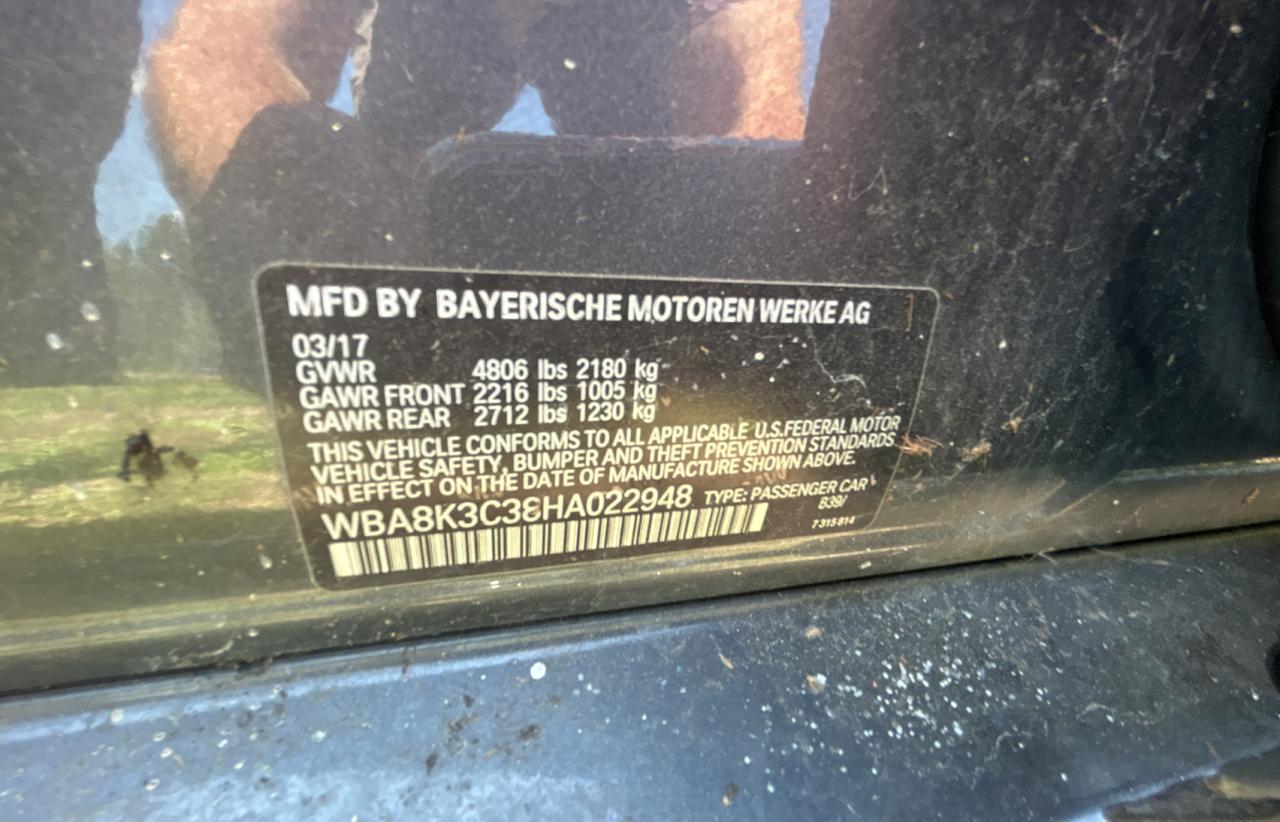 MFD BY BAYERISCHE MOTOREN WERKE AG
03/17
GVWR 4806 lbs 2180 kg
GAWR FRONT 2216 lbs 1005 kg
GAWR REAR 2712 lbs 1230 kg
THIS VEHICLE CONFORMS TO ALL APPLICABLE U.S.FEDERAL MOTOR
VEHICLE SAFETY, BUMPER AND THEFT PREVENTION STANDARDS
IN EFFECT ON THE DATE OF MANUFACTURE SHOWN ABOVE.
WBA8K3C38HA022948 TYPE: PASSENGER CAR
B39/
7315814